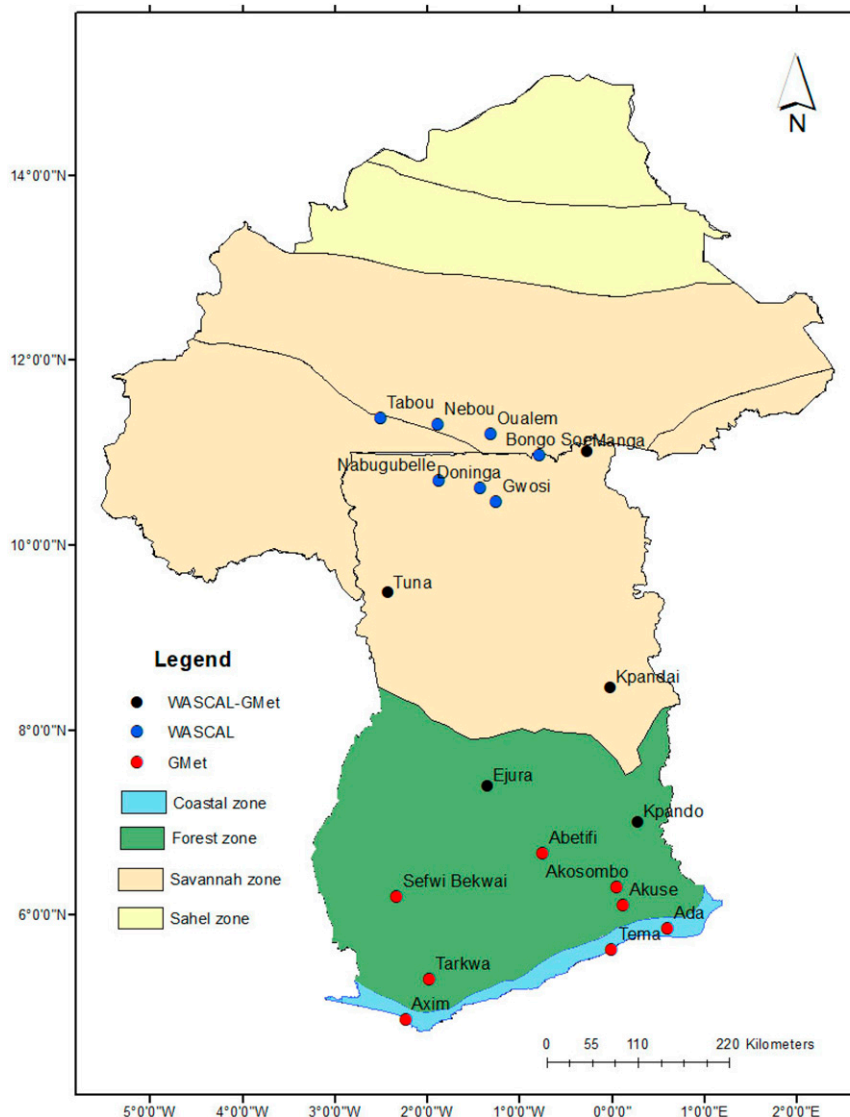 N
14°0'0"N
12°0'0"N
Tabou
Nebou
Oualem
Bongo Soe
Manga
Nabugubelle
Doninga
Gwosi
10°0'0"N
Tuna
Legend
WASCAL-GMet
WASCAL
GMet
Coastal zone
Forest zone
Savannah zone
Sahel zone
Kpandai
8°0'0"N
Ejura
Kpando
Abetifi
Akosombo
Sefwi Bekwai
Akuse
6°0'0"N
Ada
Tema
Tarkwa
Axim
0 55 110 220 Kilometers
5°0'0"W 4°0'0"W 3°0'0"W 2°0'0"W 1°0'0"W 0°0'0" 1°0'0"E 2°0'0"E